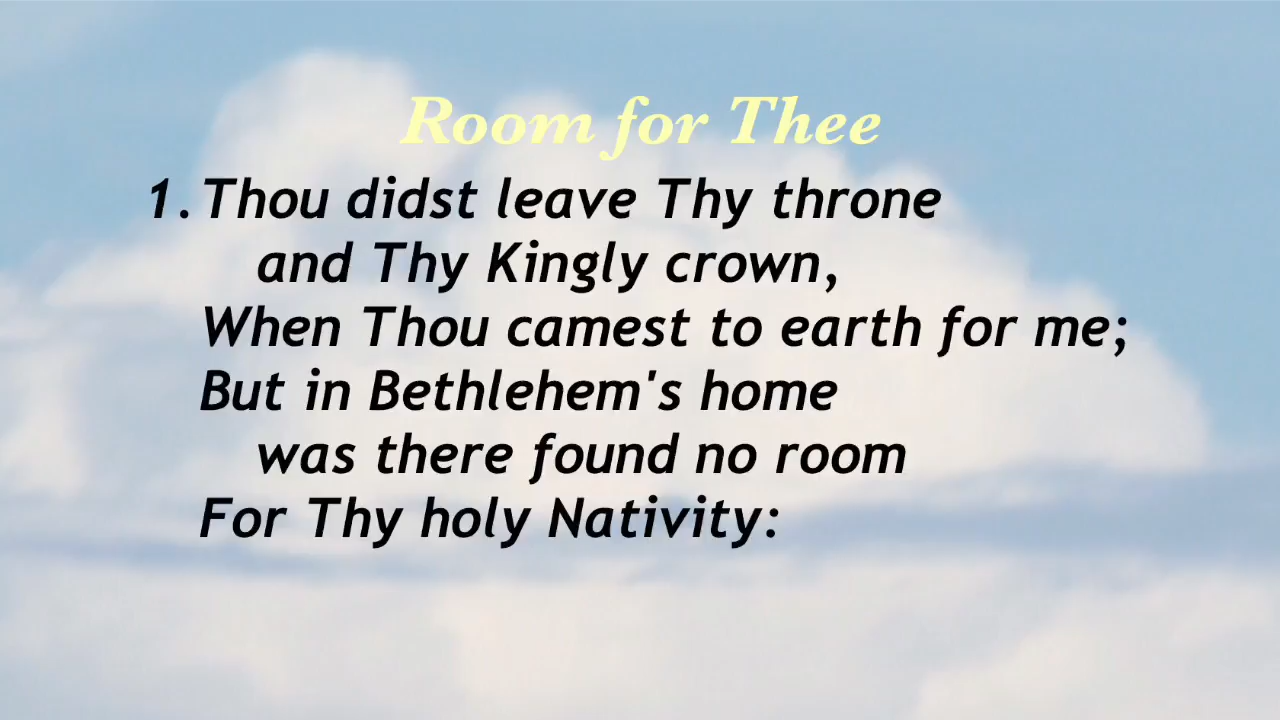 Room for Thee
1. Thou didst leave Thy throne
and Thy Kingly crown,
When Thou camest to earth for me;
But in Bethlehem's home
was there found no room
For Thy holy Nativity: